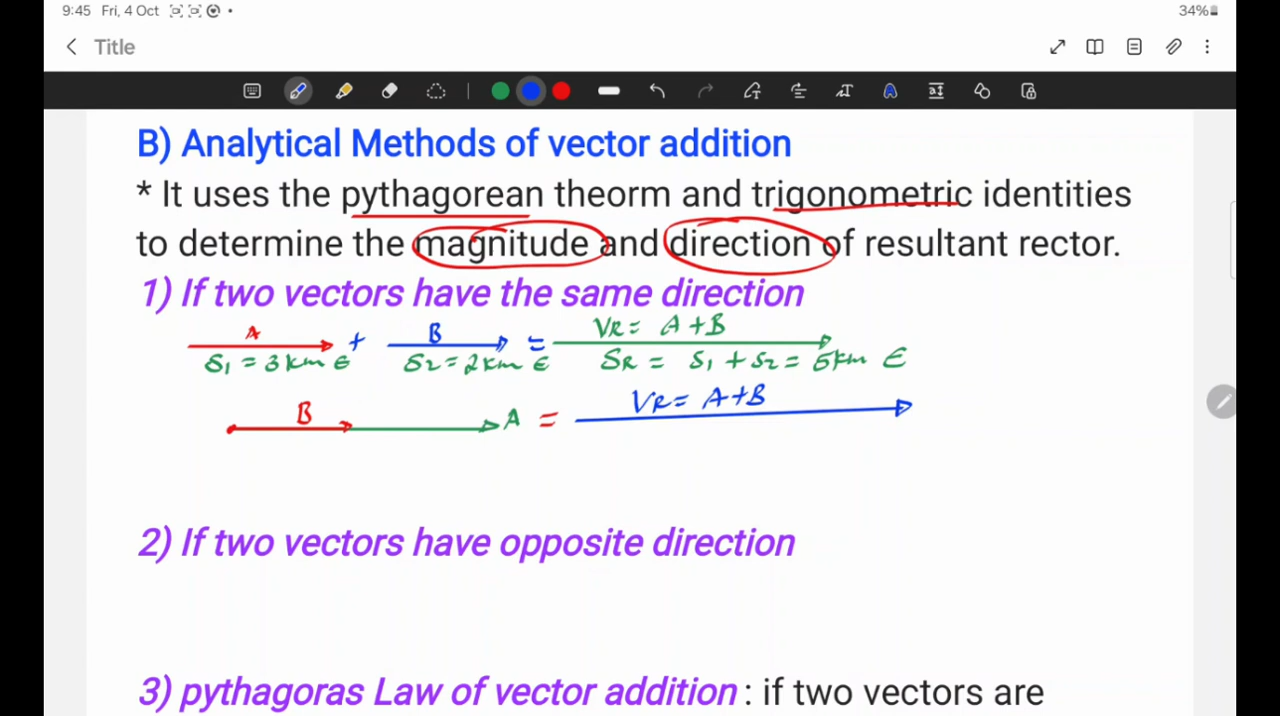 9:45 Fri, 4 Oct
34%
Title
B) Analytical Methods of vector addition
* It uses the pythagorean theorm and trigonometric identities
to determine the magnitude and direction of resultant rector.
1) If two vectors have the same direction
A + B = VR = A+B
S1 = 3km E S2 = 2km E SR = S1 + S2 = 5km E
B A = VR = A+B
2) If two vectors have opposite direction
3) pythagoras Law of vector addition : if two vectors are